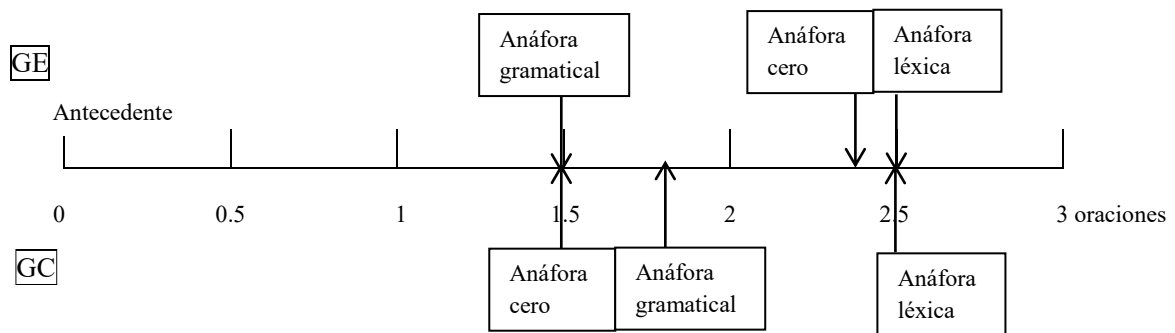 GE
Anáfora
gramatical
Anáfora
cero
Anáfora
léxica
Antecedente
0 0.5 1 1.5 2 2.5 3 oraciones
GC
Anáfora
cero
Anáfora
gramatical
Anáfora
léxica